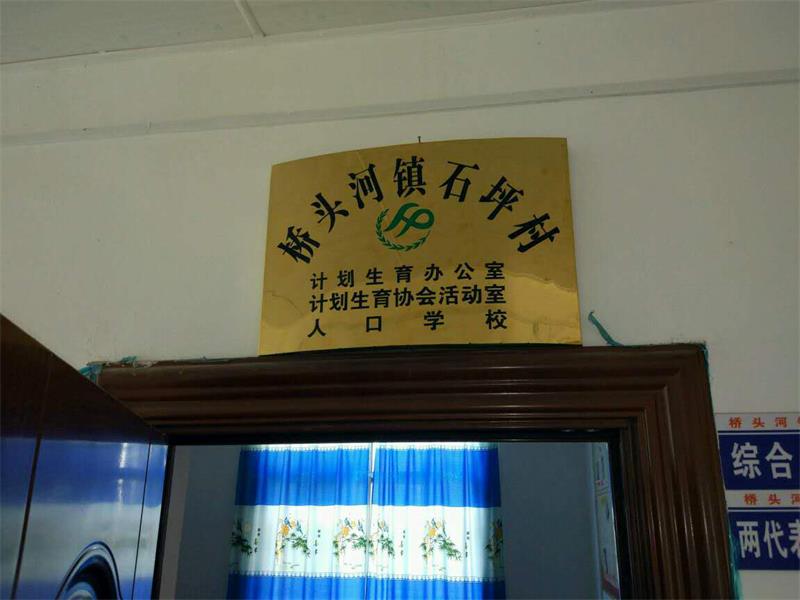 桥头河镇石坪村
计划生育办公室
计划生育协会活动室
人口学校
桥头河
综合
桥头河
两代表